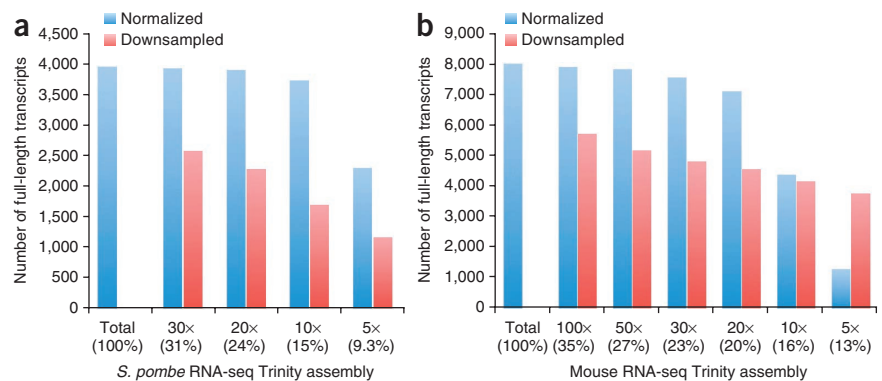 a
Normalized
Downsampled
Number of full-length transcripts
4,500
4,000
3,500
3,000
2,500
2,000
1,500
1,000
500
0
Total 30× 20× 10× 5×
(100%) (31%) (24%) (15%) (9.3%)
S. pombe RNA-seq Trinity assembly
b
Normalized
Downsampled
Number of full-length transcripts
9,000
8,000
7,000
6,000
5,000
4,000
3,000
2,000
1,000
0
Total 100× 50× 30× 20× 10× 5×
(100%) (35%) (27%) (23%) (20%) (16%) (13%)
Mouse RNA-seq Trinity assembly